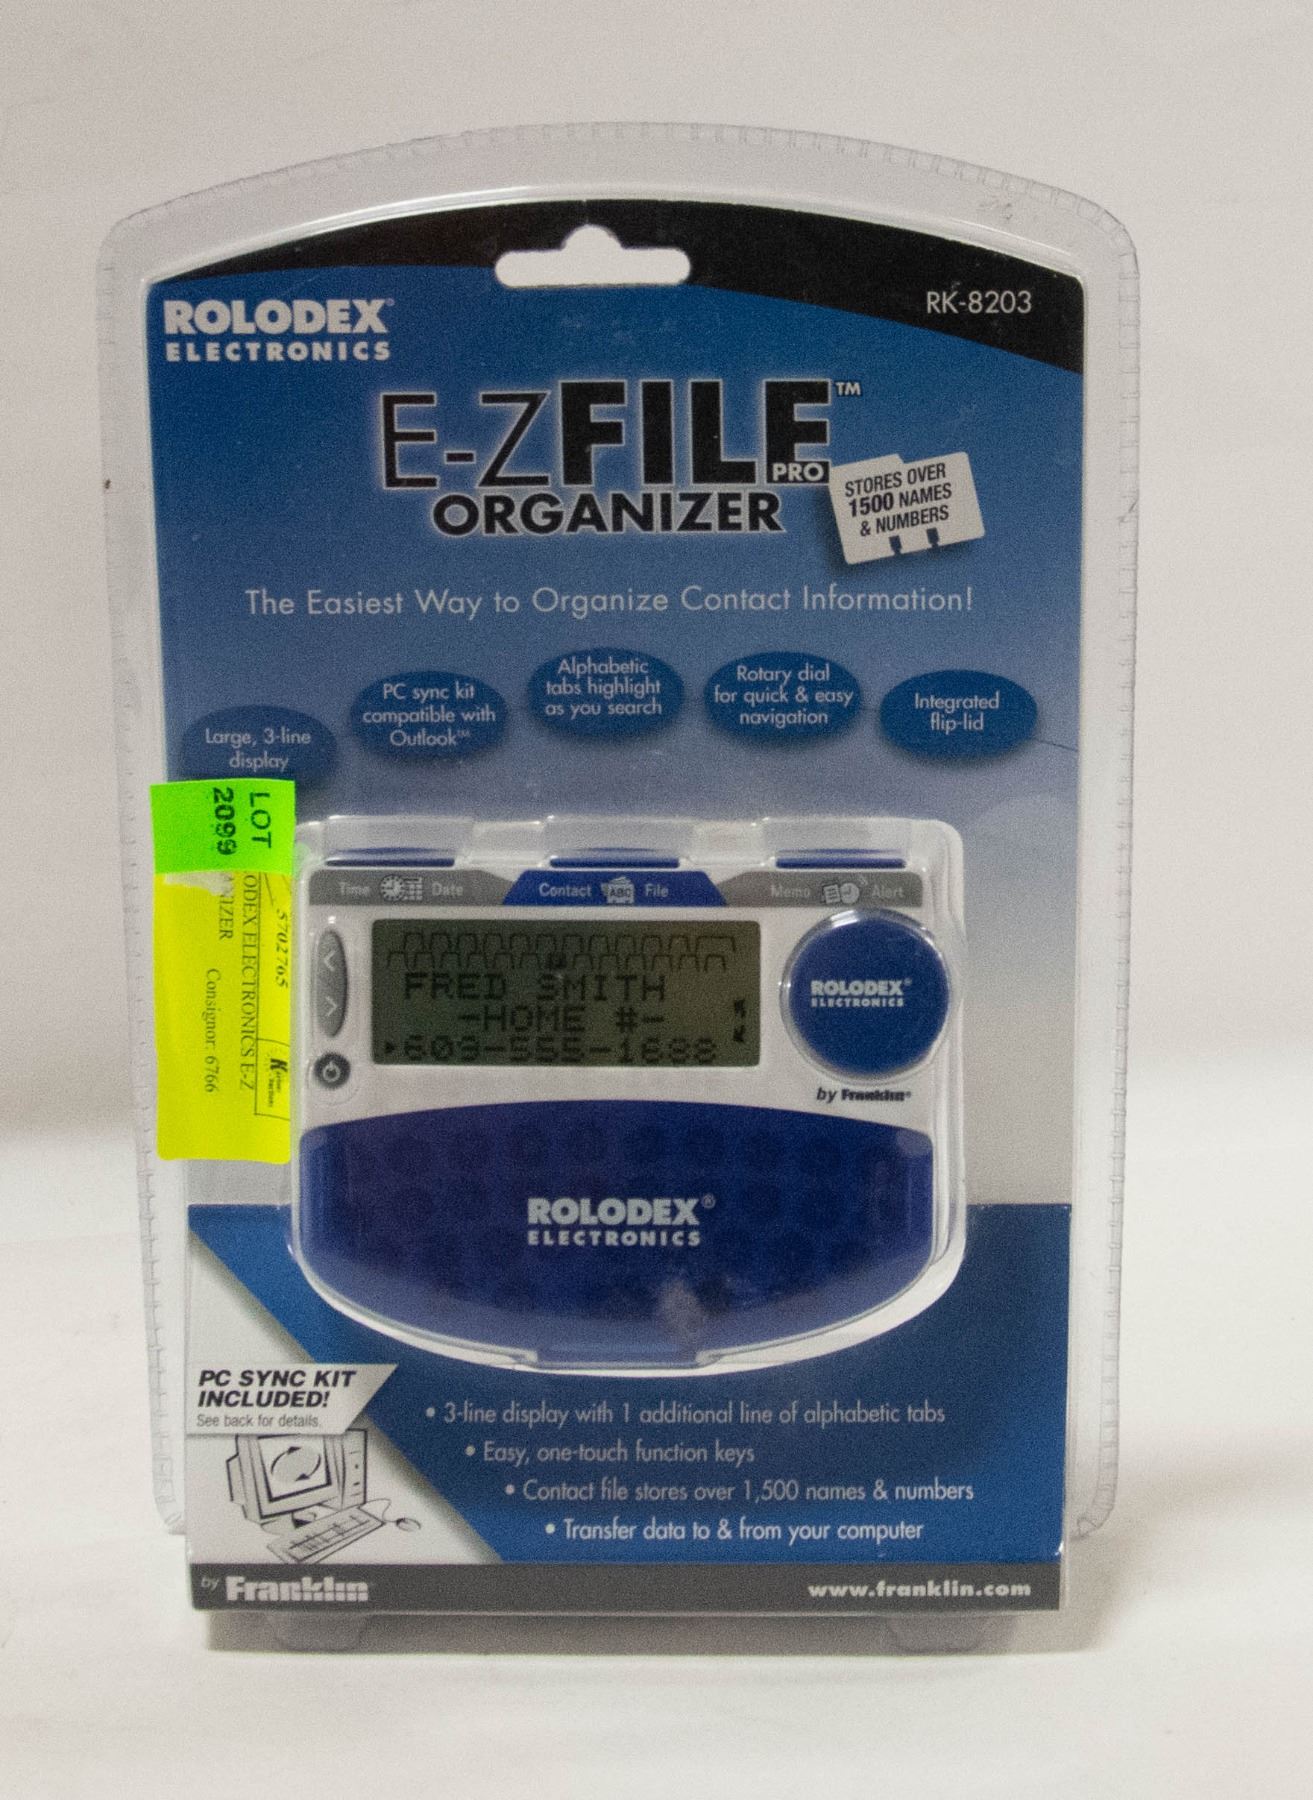 ROLODEX®
ELECTRONICS
RK-8203
E-ZFILE™
PRO
ORGANIZER
STORES OVER
1500 NAMES
& NUMBERS
The Easiest Way to Organize Contact Information!
Large, 3-line
display
PC sync kit
compatible with
Outlook™
Alphabetic
tabs highlight
as you search
Rotary dial
for quick & easy
navigation
Integrated
flip-lid
LOT
2099
5702765
ODEX ELECTRONICS E-Z
Consignor: 6766
Time Date
Contact ABC File
Memo Alert
FRED SMITH
-HOME #-
609-555-1688
ROLODEX®
ELECTRONICS
by Franklin®
ROLODEX®
ELECTRONICS
PC SYNC KIT
INCLUDED!
See back for details.
• 3-line display with 1 additional line of alphabetic tabs
• Easy, one-touch function keys
• Contact file stores over 1,500 names & numbers
• Transfer data to & from your computer
by Franklin
www.franklin.com